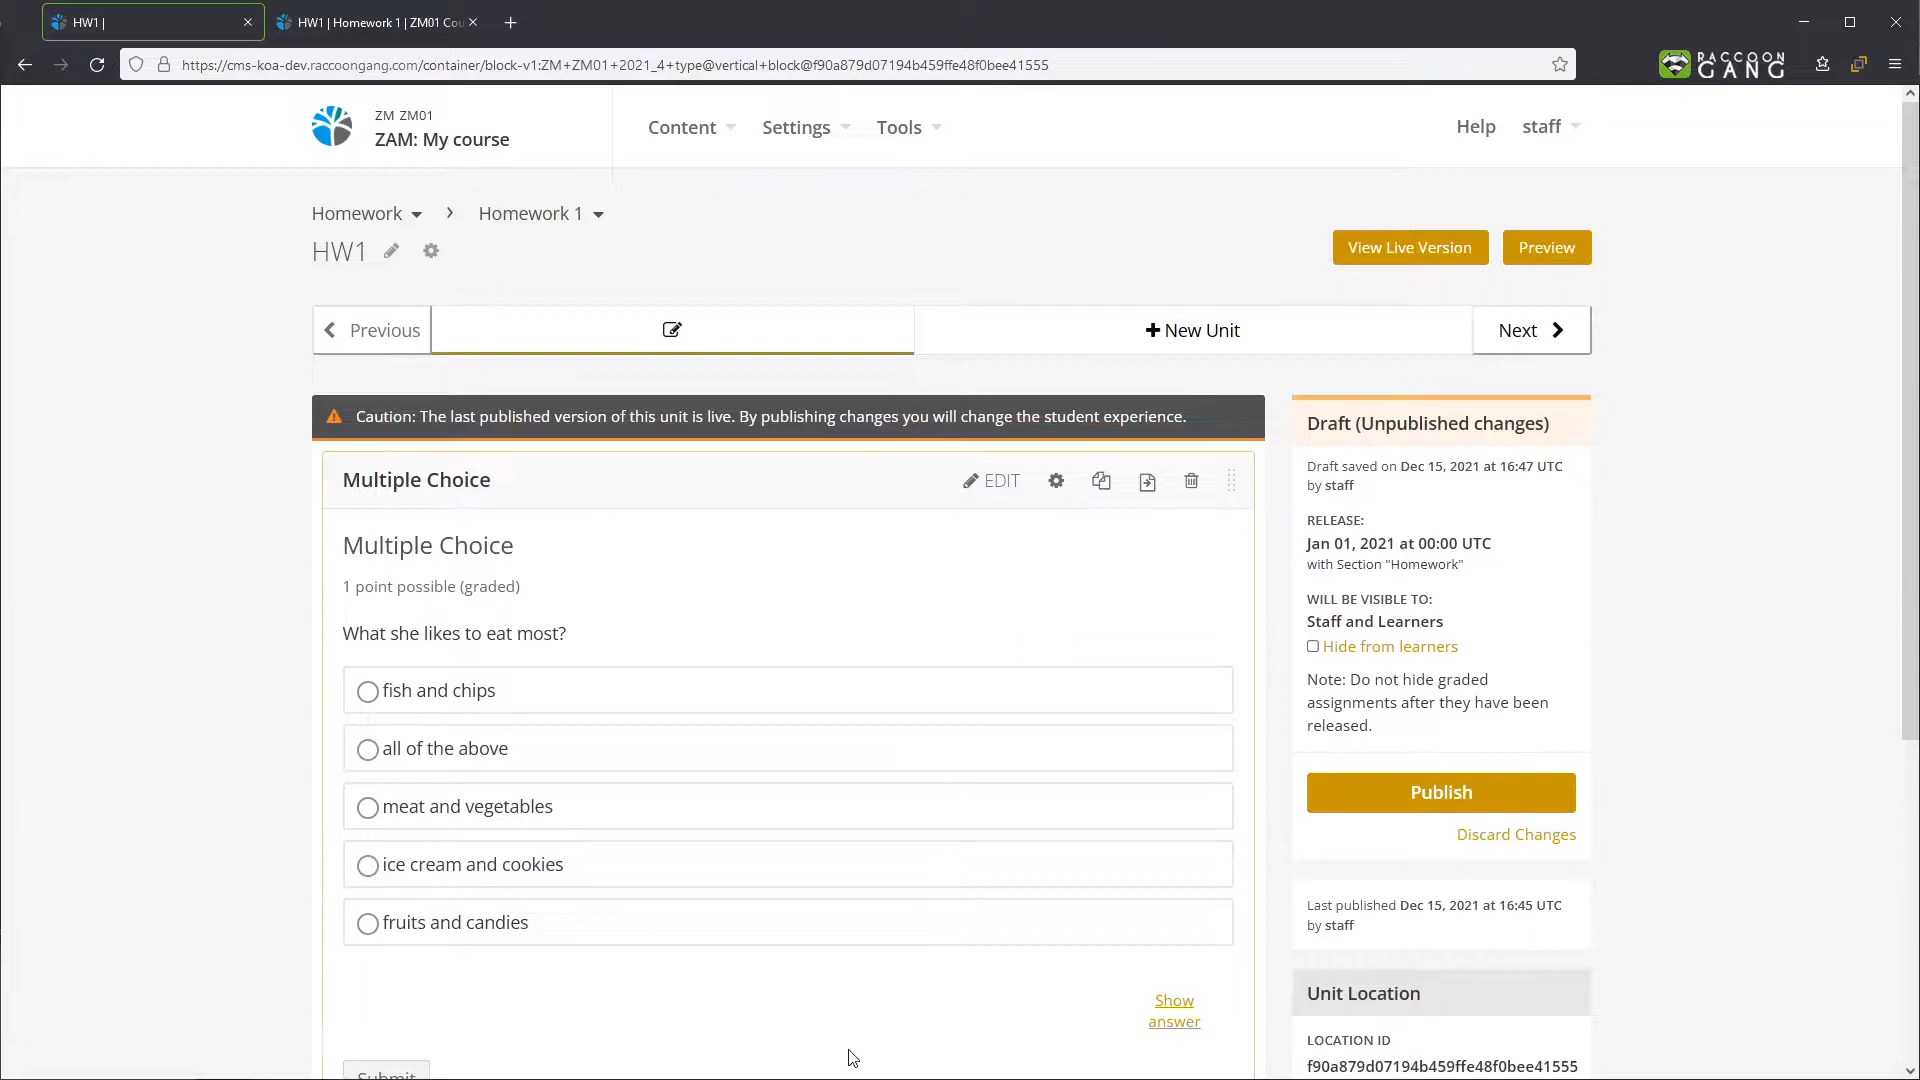 HW1 |
HW1 | Homework 1 | ZM01 Cou
https://cms-koa-dev.raccoongang.com/container/block-v1:ZM+ZM01+2021_4+type@vertical+block@f90a879d07194b459ffe48f0bee41555
RACCOON
GANG
ZM ZM01
ZAM: My course
Content
Settings
Tools
Help
staff
Homework
Homework 1
HW1
View Live Version
Preview
Previous
New Unit
Next
Caution: The last published version of this unit is live. By publishing changes you will change the student experience.
Multiple Choice
EDIT
Multiple Choice
1 point possible (graded)
What she likes to eat most?
fish and chips
all of the above
meat and vegetables
ice cream and cookies
fruits and candies
Show
answer
Submit
Draft (Unpublished changes)
Draft saved on Dec 15, 2021 at 16:47 UTC
by staff
RELEASE:
Jan 01, 2021 at 00:00 UTC
with Section "Homework"
WILL BE VISIBLE TO:
Staff and Learners
Hide from learners
Note: Do not hide graded
assignments after they have been
released.
Publish
Discard Changes
Last published Dec 15, 2021 at 16:45 UTC
by staff
Unit Location
LOCATION ID
f90a879d07194b459ffe48f0bee41555